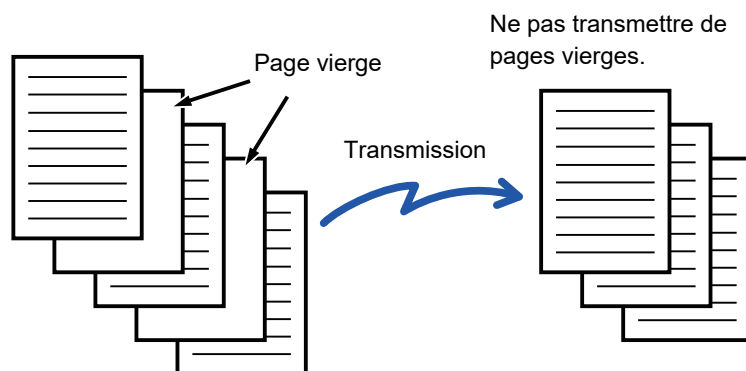 Ne pas transmettre de
pages vierges.
Page vierge
Transmission